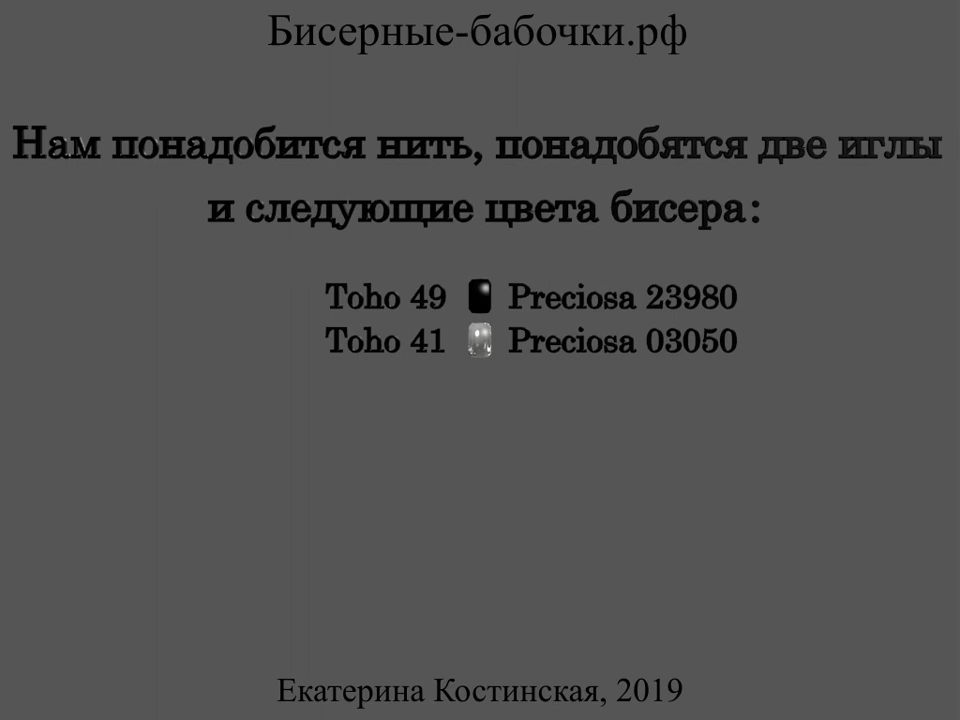 Бисерные-бабочки.рф
Нам понадобится нить, понадобятся две иглы
и следующие цвета бисера:
Toho 49 Preciosa 23980
Toho 41 Preciosa 03050
Екатерина Костинская, 2019